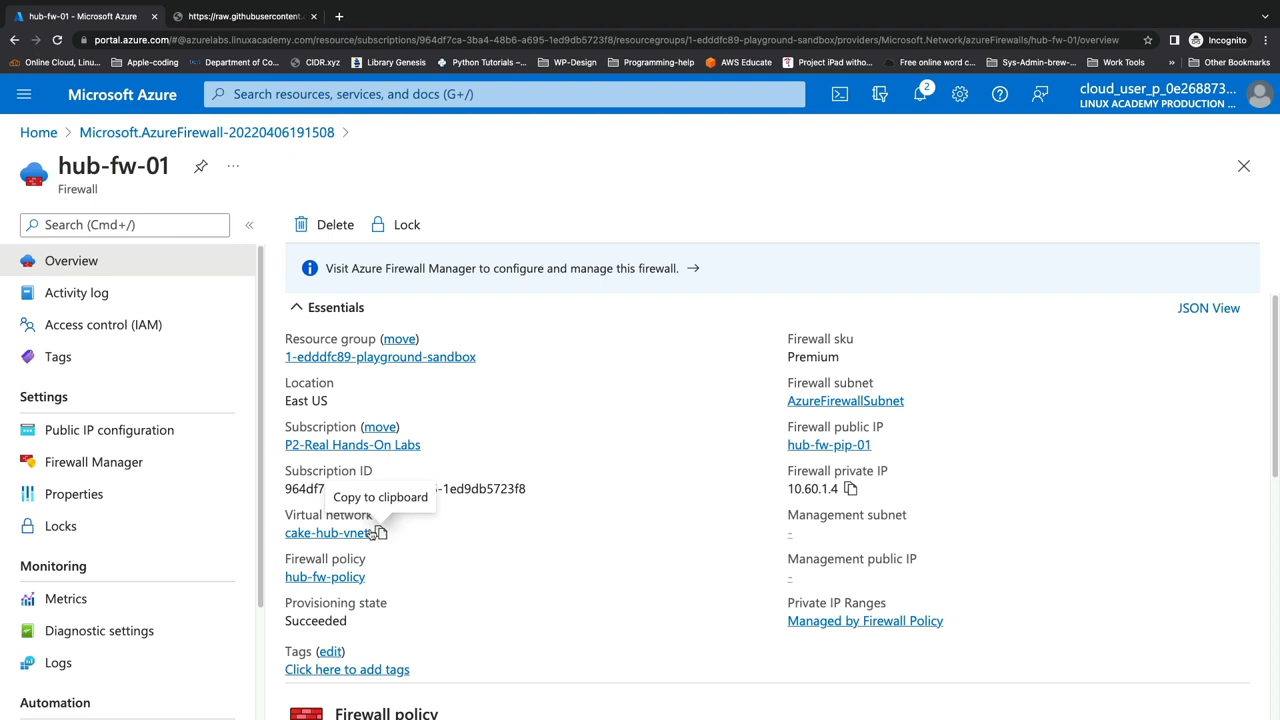 hub-fw-01 - Microsoft Azure
https://raw.githubusercontent.
portal.azure.com/#@azurelabs.linuxacademy.com/resource/subscriptions/964df7ca-3ba4-48b6-a695-1ed9db5723f8/resourcegroups/1-edddfc89-playground-sandbox/providers/Microsoft.Network/azureFirewalls/hub-fw-01/overview
Incognito
Online Cloud, Linu...
Apple-coding
Department of Co...
CIDR.xyz
Library Genesis
Python Tutorials –...
WP-Design
Programming-help
AWS Educate
Project iPad witho...
Free online word c...
Sys-Admin-brew-...
Work Tools
»
Other Bookmarks
Microsoft Azure
Search resources, services, and docs (G+/)
2
cloud_user_p_0e268873...
LINUX ACADEMY PRODUCTION ...
Home > Microsoft.AzureFirewall-20220406191508 >
hub-fw-01
...
Firewall
Search (Cmd+/)
«
Delete
Lock
Overview
Activity log
Access control (IAM)
Tags
Settings
Public IP configuration
Firewall Manager
Properties
Locks
Monitoring
Metrics
Diagnostic settings
Logs
Automation
Visit Azure Firewall Manager to configure and manage this firewall. →
Essentials
JSON View
Resource group (move)
1-edddfc89-playground-sandbox
Location
East US
Subscription (move)
P2-Real Hands-On Labs
Subscription ID
964df7
-1ed9db5723f8
Copy to clipboard
Virtual network
cake-hub-vnet
Firewall policy
hub-fw-policy
Provisioning state
Succeeded
Tags (edit)
Click here to add tags
Firewall sku
Premium
Firewall subnet
AzureFirewallSubnet
Firewall public IP
hub-fw-pip-01
Firewall private IP
10.60.1.4
Management subnet
-
Management public IP
-
Private IP Ranges
Managed by Firewall Policy
Firewall policy